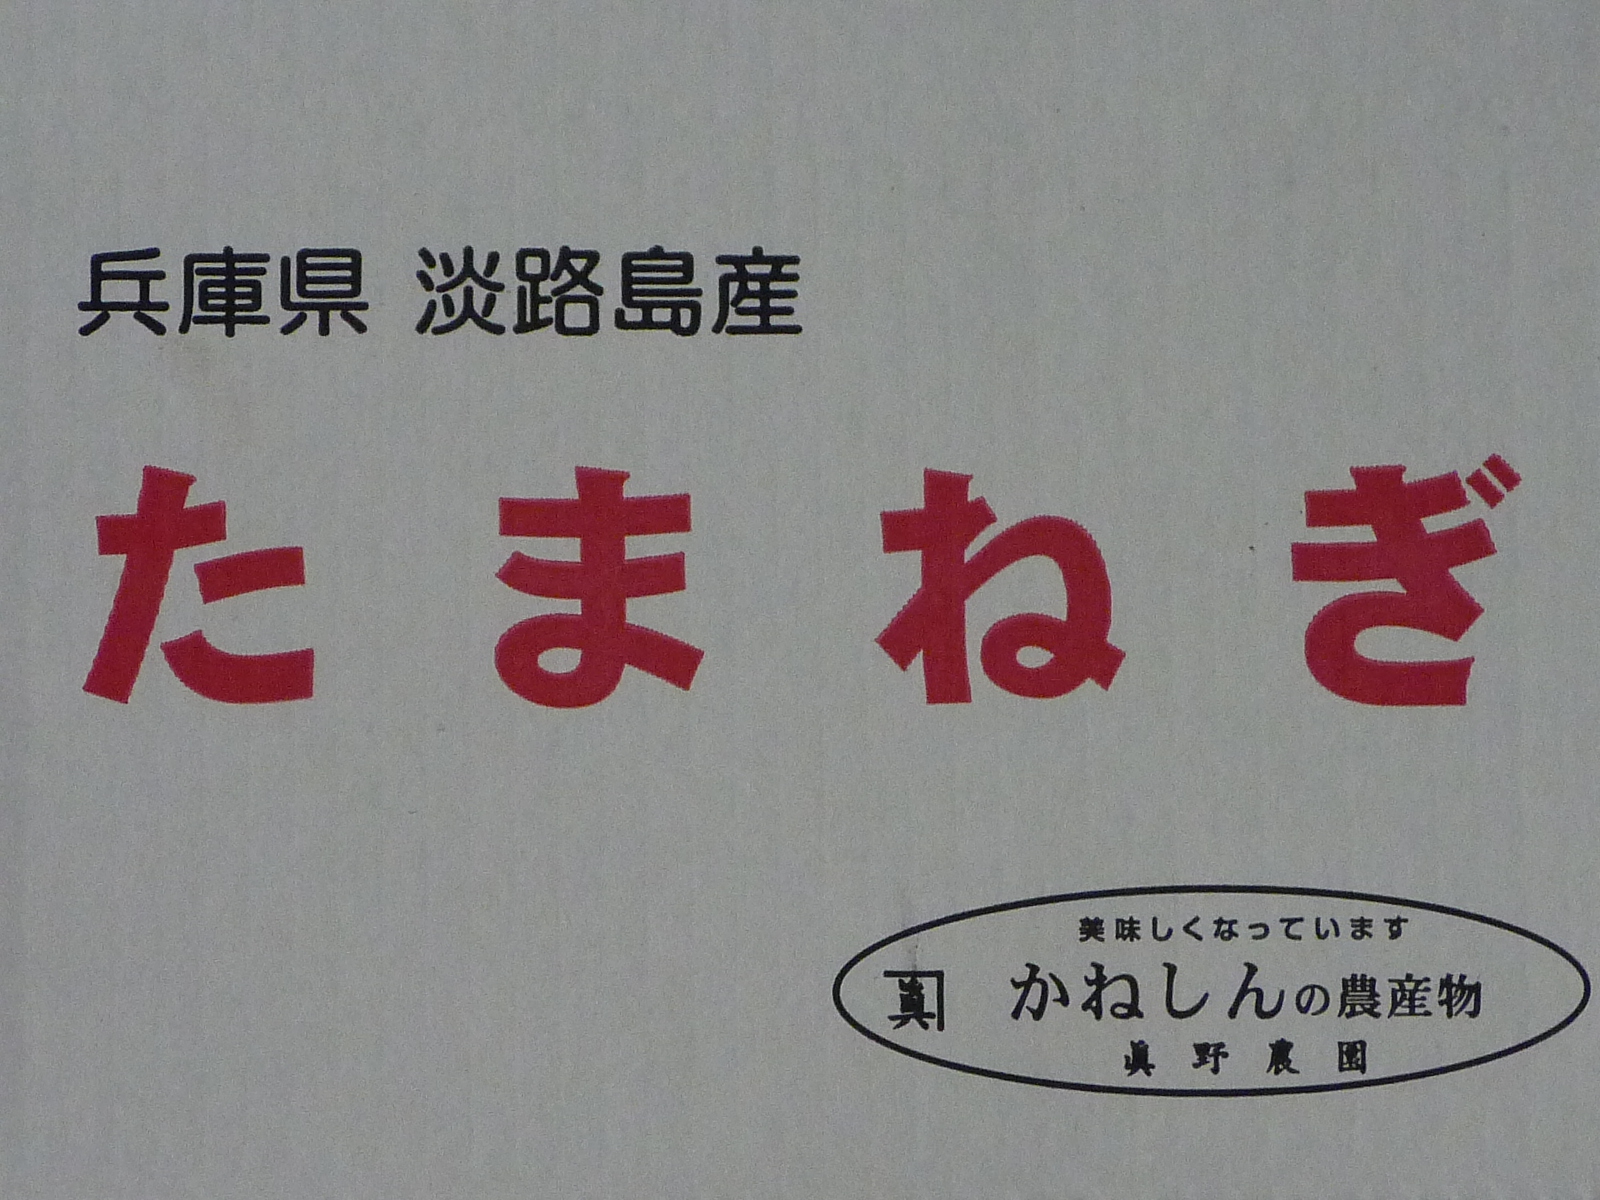 兵庫県 淡路島産
たまねぎ
美味しくなっています
眞 かねしんの農産物
眞野農園